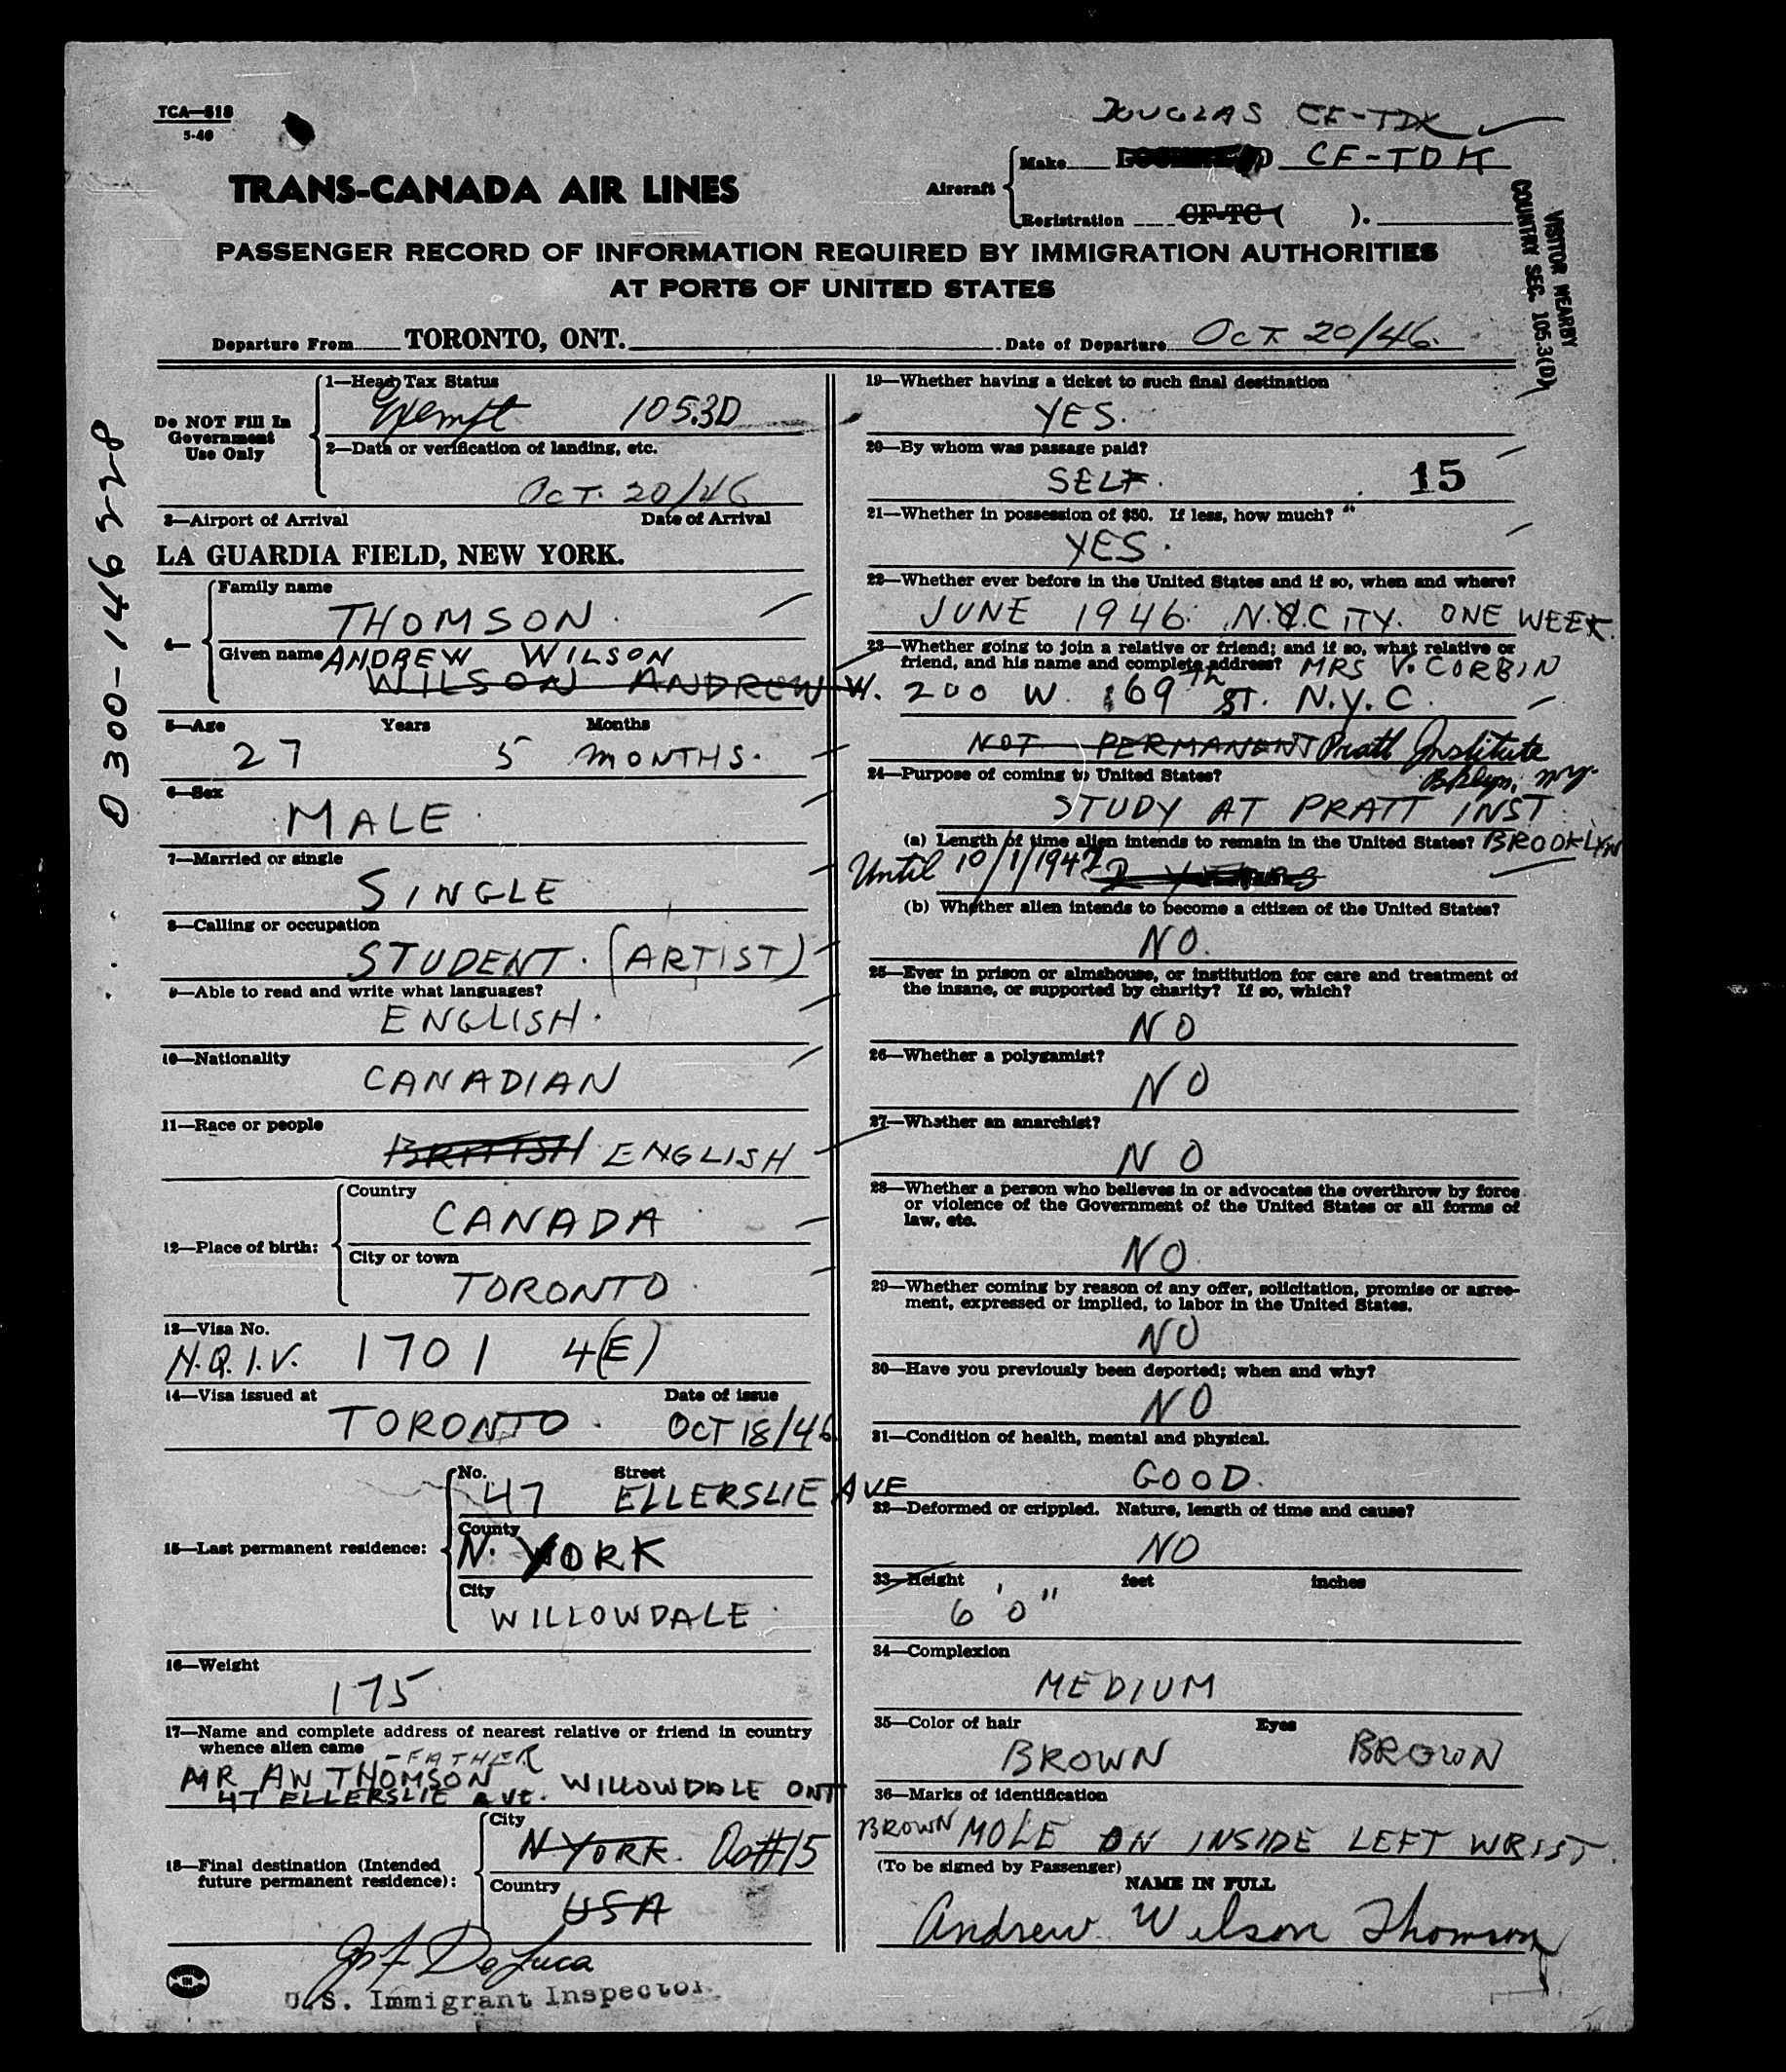 TCA—518
5-46
DOUGLAS CF-TDK
Aircraft
Make CF-TDK
Registration CF-TC ( ).
VISITOR NEARBY
COUNTRY SEC. 105.3(D)
TRANS-CANADA AIR LINES
PASSENGER RECORD OF INFORMATION REQUIRED BY IMMIGRATION AUTHORITIES
AT PORTS OF UNITED STATES
Departure From TORONTO, ONT. Date of Departure OCT 20/46.
030-146928
Do NOT Fill In
Government
Use Only
1—Head Tax Status
Exempt 105.3D
2—Data or verification of landing, etc.
OCT. 20/46
3—Airport of Arrival Date of Arrival
LA GUARDIA FIELD, NEW YORK.
4—
Family name
THOMSON.
Given name ANDREW WILSON
WILSON ANDREW W.
5—Age Years Months
27 5 MONTHS.
6—Sex
MALE
7—Married or single
SINGLE
8—Calling or occupation
STUDENT. (ARTIST)
9—Able to read and write what languages?
ENGLISH.
10—Nationality
CANADIAN
11—Race or people
BRITISH ENGLISH
12—Place of birth:
Country
CANADA
City or town
TORONTO
13—Visa No.
N.Q.I.V. 1701 4(E)
14—Visa issued at Date of issue
TORONTO. OCT 18/46
15—Last permanent residence:
No. Street
47 ELLERSLIE AVE
County
N. YORK
City
WILLOWDALE
16—Weight
175
17—Name and complete address of nearest relative or friend in country
whence alien came
-FATHER
MR AW THOMSON
47 ELLERSLIE AVE. WILLOWDALE ONT
18—Final destination (Intended
future permanent residence):
City
N YORK. Do #15
Country
USA
U.S. Immigrant Inspector
19—Whether having a ticket to such final destination
YES.
20—By whom was passage paid?
SELF. 15
21—Whether in possession of $50. If less, how much?
YES.
22—Whether ever before in the United States and if so, when and where?
JUNE 1946. N.Y. CITY. ONE WEEK.
23—Whether going to join a relative or friend; and if so, what relative or
friend, and his name and complete address? MRS V. CORBIN
200 W. 69TH ST. N.Y.C.
NOT PERMANENT Pratt Institute
Bklyn, N.Y.
24—Purpose of coming to United States?
STUDY AT PRATT INST
(a) Length of time alien intends to remain in the United States? BROOKLYN
Until 10/1/1947 2 YEARS
(b) Whether alien intends to become a citizen of the United States?
NO.
25—Ever in prison or almshouse, or institution for care and treatment of
the insane, or supported by charity? If so, which?
NO
26—Whether a polygamist?
NO
27—Whether an anarchist?
NO
28—Whether a person who believes in or advocates the overthrow by force
or violence of the Government of the United States or all forms of
law, etc.
NO
29—Whether coming by reason of any offer, solicitation, promise or agree-
ment, expressed or implied, to labor in the United States.
NO
30—Have you previously been deported; when and why?
NO
31—Condition of health, mental and physical.
GOOD.
32—Deformed or crippled. Nature, length of time and cause?
NO
33—Height feet inches
6' 0"
34—Complexion
MEDIUM
35—Color of hair Eyes
BROWN BROWN
36—Marks of identification
BROWN MOLE ON INSIDE LEFT WRIST.
(To be signed by Passenger)
NAME IN FULL
Andrew Wilson Thomson